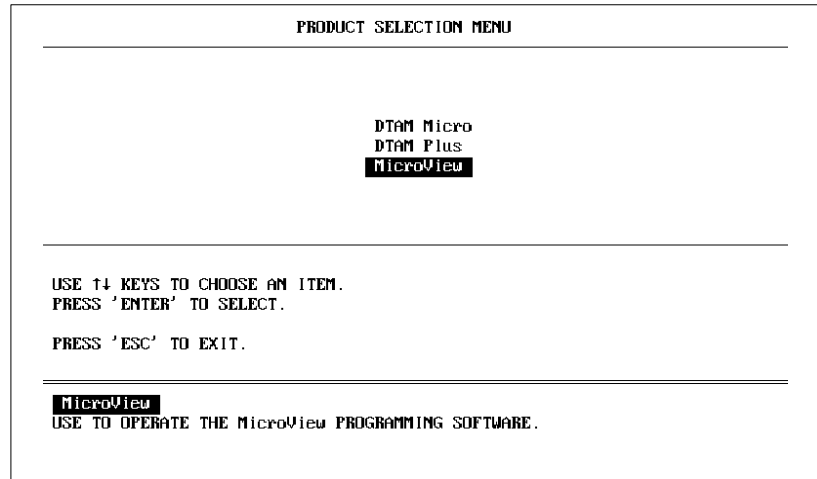 PRODUCT SELECTION MENU
DTAM Micro
DTAM Plus
MicroView
USE ↑↓ KEYS TO CHOOSE AN ITEM.
PRESS 'ENTER' TO SELECT.
PRESS 'ESC' TO EXIT.
MicroView
USE TO OPERATE THE MicroView PROGRAMMING SOFTWARE.